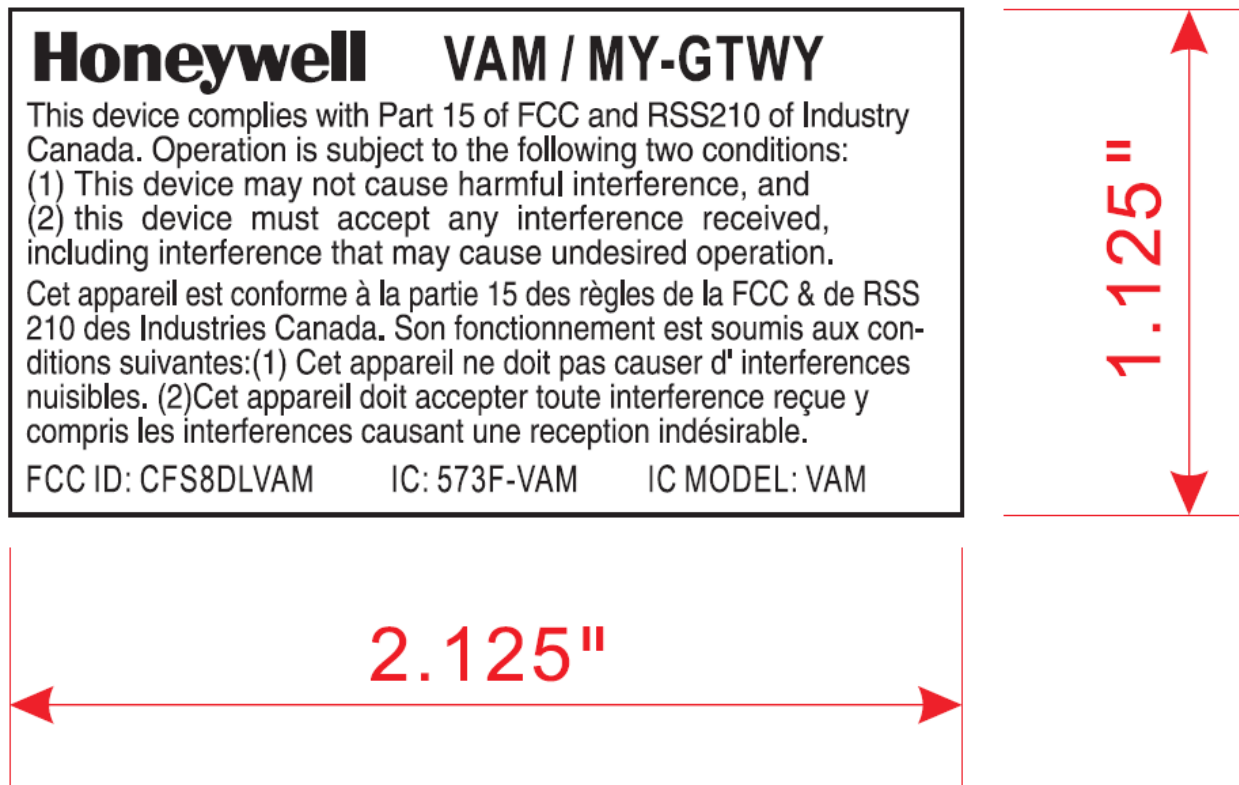 Honeywell VAM / MY-GTWY
This device complies with Part 15 of FCC and RSS210 of Industry
Canada. Operation is subject to the following two conditions:
(1) This device may not cause harmful interference, and
(2) this device must accept any interference received,
including interference that may cause undesired operation.
Cet appareil est conforme à la partie 15 des règles de la FCC & de RSS
210 des Industries Canada. Son fonctionnement est soumis aux con-
ditions suivantes:(1) Cet appareil ne doit pas causer d' interferences
nuisibles. (2)Cet appareil doit accepter toute interference reçue y
compris les interferences causant une reception indésirable.
FCC ID: CFS8DLVAM IC: 573F-VAM IC MODEL: VAM
1.125"
2.125"